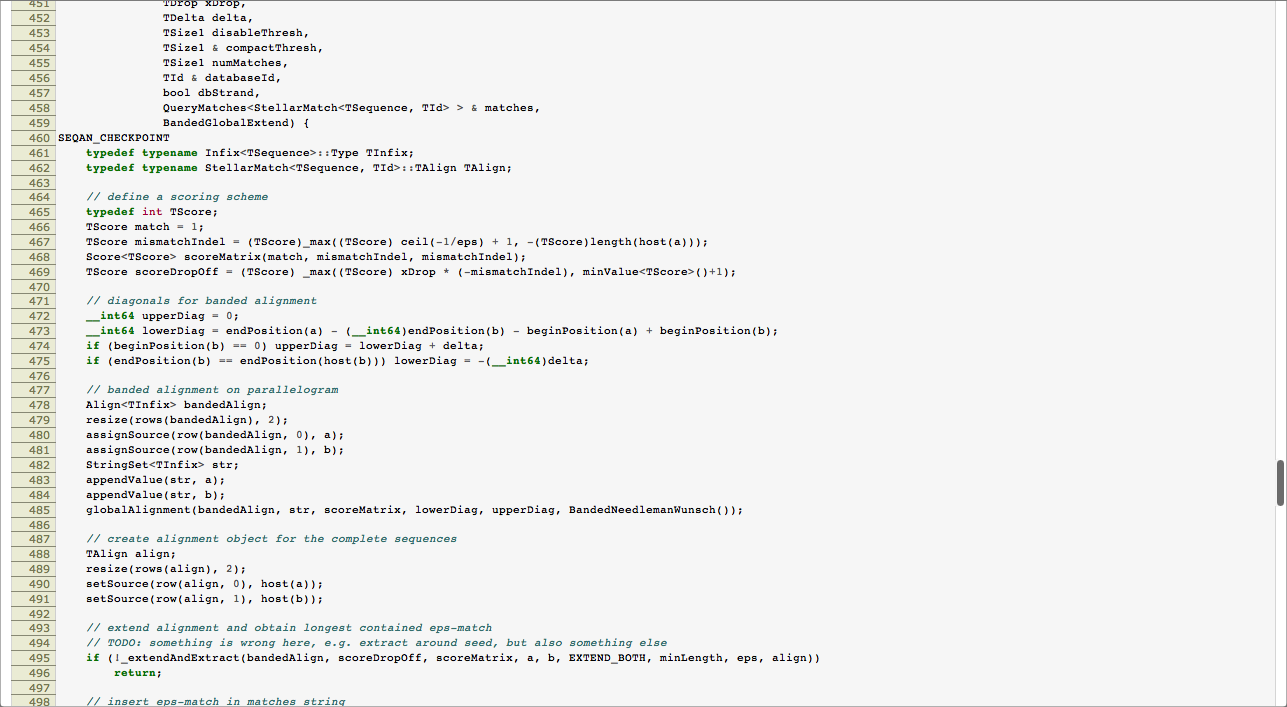 451 TDrop xDrop,
452 TDelta delta,
453 TSize1 disableThresh,
454 TSize1 & compactThresh,
455 TSize1 numMatches,
456 TId & databaseId,
457 bool dbStrand,
458 QueryMatches<StellarMatch<TSequence, TId> > & matches,
459 BandedGlobalExtend) {
460 SEQAN_CHECKPOINT
461 typedef typename Infix<TSequence>::Type TInfix;
462 typedef typename StellarMatch<TSequence, TId>::TAlign TAlign;
463
464 // define a scoring scheme
465 typedef int TScore;
466 TScore match = 1;
467 TScore mismatchIndel = (TScore)_max((TScore) ceil(-1/eps) + 1, -(TScore)length(host(a)));
468 Score<TScore> scoreMatrix(match, mismatchIndel, mismatchIndel);
469 TScore scoreDropOff = (TScore) _max((TScore) xDrop * (-mismatchIndel), minValue<TScore>()+1);
470
471 // diagonals for banded alignment
472 __int64 upperDiag = 0;
473 __int64 lowerDiag = endPosition(a) - (__int64)endPosition(b) - beginPosition(a) + beginPosition(b);
474 if (beginPosition(b) == 0) upperDiag = lowerDiag + delta;
475 if (endPosition(b) == endPosition(host(b))) lowerDiag = -(__int64)delta;
476
477 // banded alignment on parallelogram
478 Align<TInfix> bandedAlign;
479 resize(rows(bandedAlign), 2);
480 assignSource(row(bandedAlign, 0), a);
481 assignSource(row(bandedAlign, 1), b);
482 StringSet<TInfix> str;
483 appendValue(str, a);
484 appendValue(str, b);
485 globalAlignment(bandedAlign, str, scoreMatrix, lowerDiag, upperDiag, BandedNeedlemanWunsch());
486
487 // create alignment object for the complete sequences
488 TAlign align;
489 resize(rows(align), 2);
490 setSource(row(align, 0), host(a));
491 setSource(row(align, 1), host(b));
492
493 // extend alignment and obtain longest contained eps-match
494 // TODO: something is wrong here, e.g. extract around seed, but also something else
495 if (!_extendAndExtract(bandedAlign, scoreDropOff, scoreMatrix, a, b, EXTEND_BOTH, minLength, eps, align))
496 return;
497
498 // insert eps-match in matches string